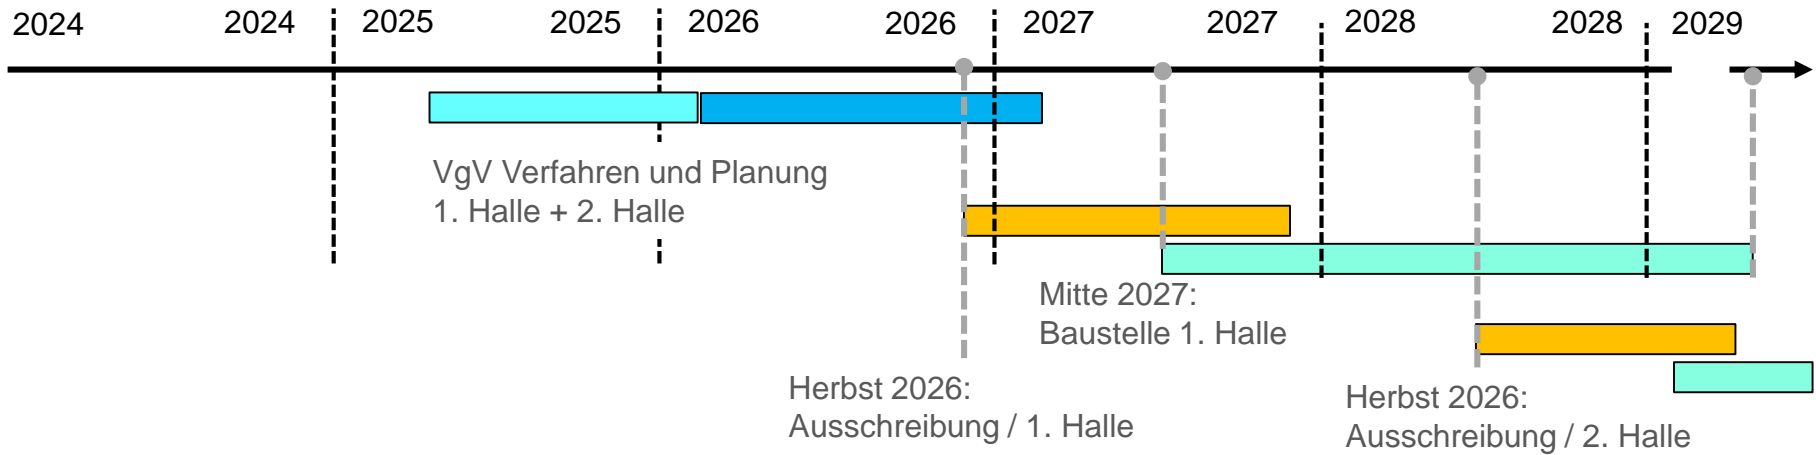 2024 2024 2025 2025 2026 2026 2027 2027 2028 2028 2029
VgV Verfahren und Planung
1. Halle + 2. Halle
Mitte 2027:
Baustelle 1. Halle
Herbst 2026:
Ausschreibung / 1. Halle
Herbst 2026:
Ausschreibung / 2. Halle